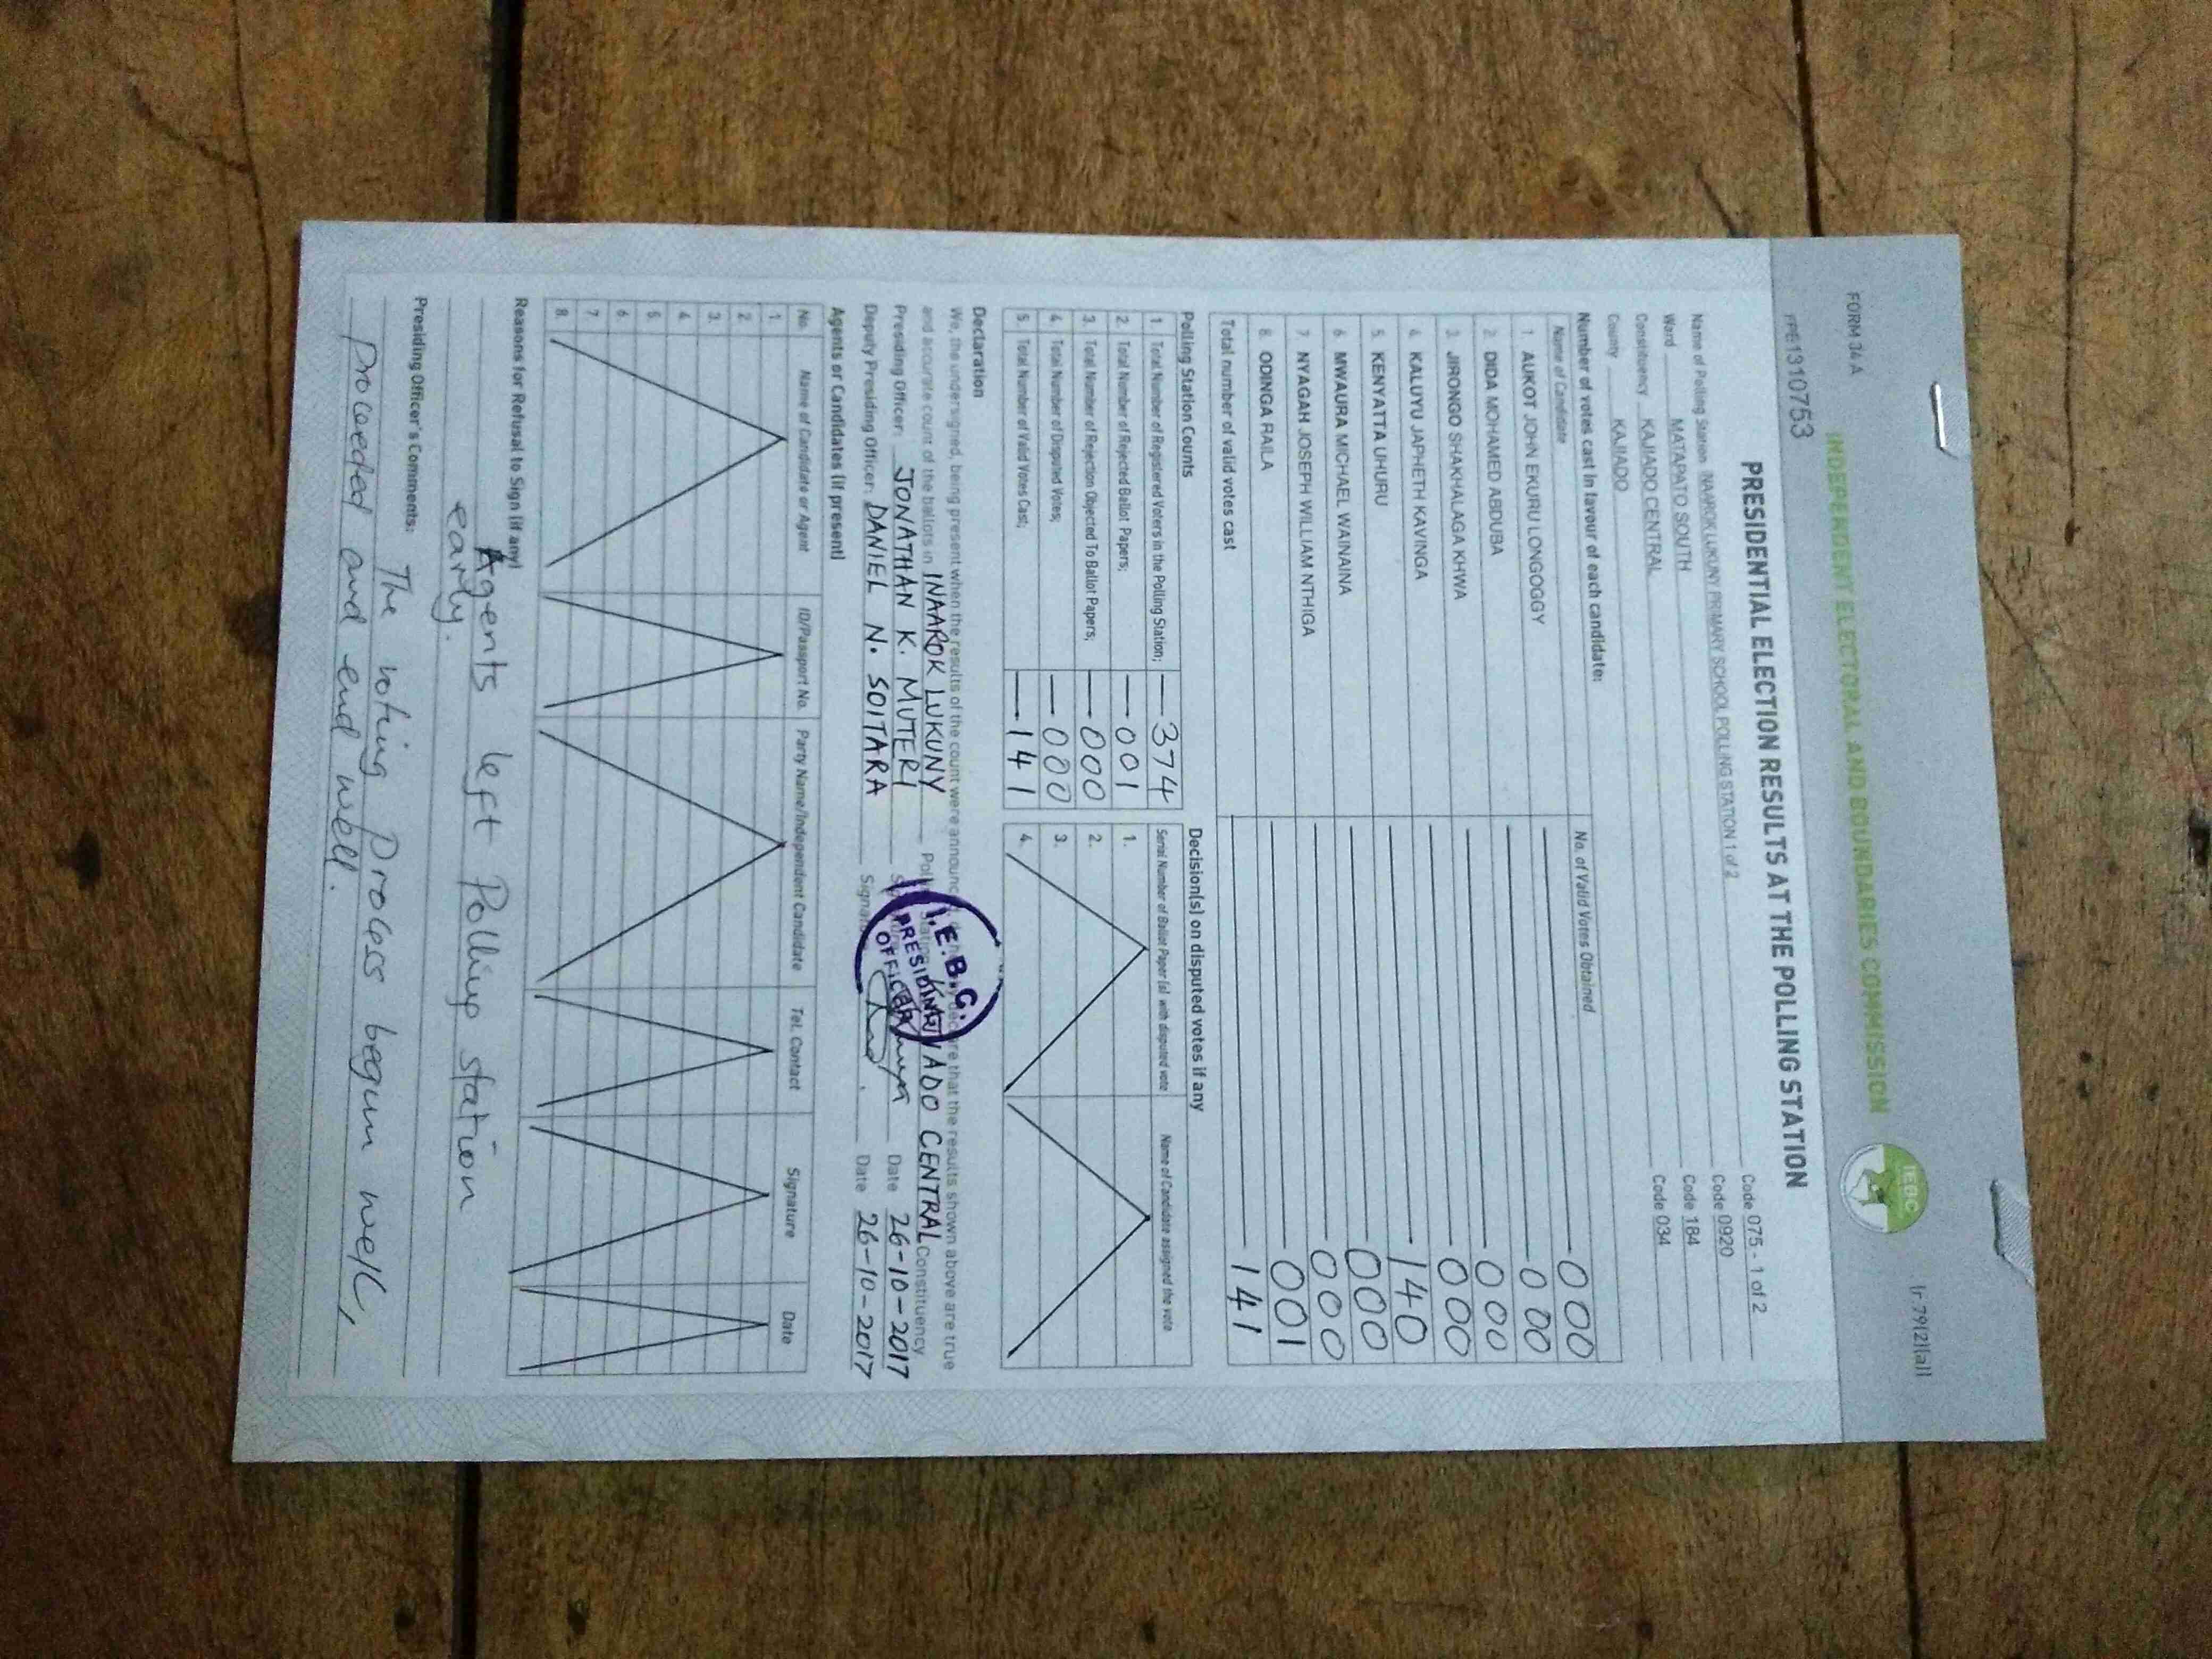 FORM 34A
(r.79(2)(a))
INDEPENDENT ELECTORAL AND BOUNDARIES COMMISSION
IEBC
1310753
PRESIDENTIAL ELECTION RESULTS AT THE POLLING STATION
Name of Polling Station INAAROK LUKUNY PRIMARY SCHOOL POLLING STATION 1 of 2 Code 075 - 1 of 2
Ward MATAPATO SOUTH Code 0920
Constituency KAJIADO CENTRAL Code 184
County KAJIADO Code 034
Number of votes cast in favour of each candidate:
Name of Candidate No. of Valid Votes Obtained
1 AUKOT JOHN EKURU LONGOGGY 000
2 DIDA MOHAMED ABDUBA 000
3 JIRONGO SHAKHALAGA KHWA 000
4 KALUYU JAPHETH KAVINGA 000
5 KENYATTA UHURU 140
6 MWAURA MICHAEL WAINAINA 000
7 NYAGAH JOSEPH WILLIAM NTHIGA 000
8 ODINGA RAILA 001
Total number of valid votes cast 141
Polling Station Counts
1 Total Number of Registered Voters in the Polling Station; 374
2. Total Number of Rejected Ballot Papers; 001
3. Total Number of Rejection Objected To Ballot Papers; 000
4. Total Number of Disputed Votes; 000
5 Total Number of Valid Votes Cast; 141
Decision(s) on disputed votes if any
Serial Number of Ballot Paper (s) with disputed vote Name of Candidate assigned the vote
1.
2.
3.
4.
Declaration
We, the undersigned, being present when the results of the count were announced, do hereby declare that the results shown above are true
and accurate count of the ballots in INAAROK LUKUNY Polling Station KAJIADO CENTRAL Constituency.
Presiding Officer: JONATHAN K. MUTERI Date 26-10-2017
Deputy Presiding Officer: DANIEL N. SOITARA Signature Date 26-10-2017
I.E.B.C.
PRESIDING
OFFICER
Agents or Candidates (if present)
No. Name of Candidate or Agent ID/Passport No. Party Name/Independent Candidate Tel. Contact Signature Date
1.
2.
3.
4.
5.
6.
7.
8.
Reasons for Refusal to Sign (if any)
Agents left Polling station
early.
Presiding Officer's Comments: The voting process begun well,
proceeded and end well.